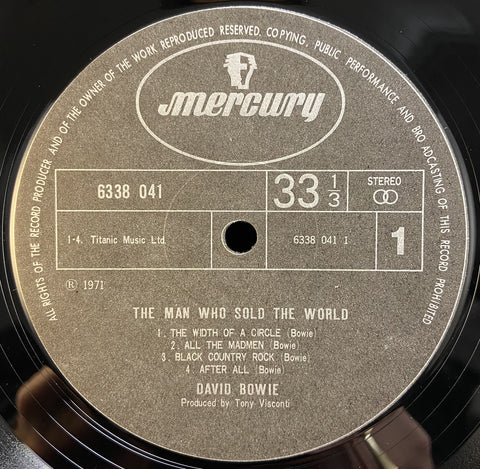 ALL RIGHTS OF THE RECORD PRODUCER AND OF THE OWNER OF THE WORK REPRODUCED RESERVED. COPYING, PUBLIC PERFORMANCE AND BROADCASTING OF THIS RECORD PROHIBITED
mercury
6338 041
33 1/3
STEREO
1-4. Titanic Music Ltd.
6338 041 1
1
℗ 1971
THE MAN WHO SOLD THE WORLD
1. THE WIDTH OF A CIRCLE (Bowie)
2. ALL THE MADMEN (Bowie)
3. BLACK COUNTRY ROCK (Bowie)
4. AFTER ALL (Bowie)
DAVID BOWIE
Produced by Tony Visconti